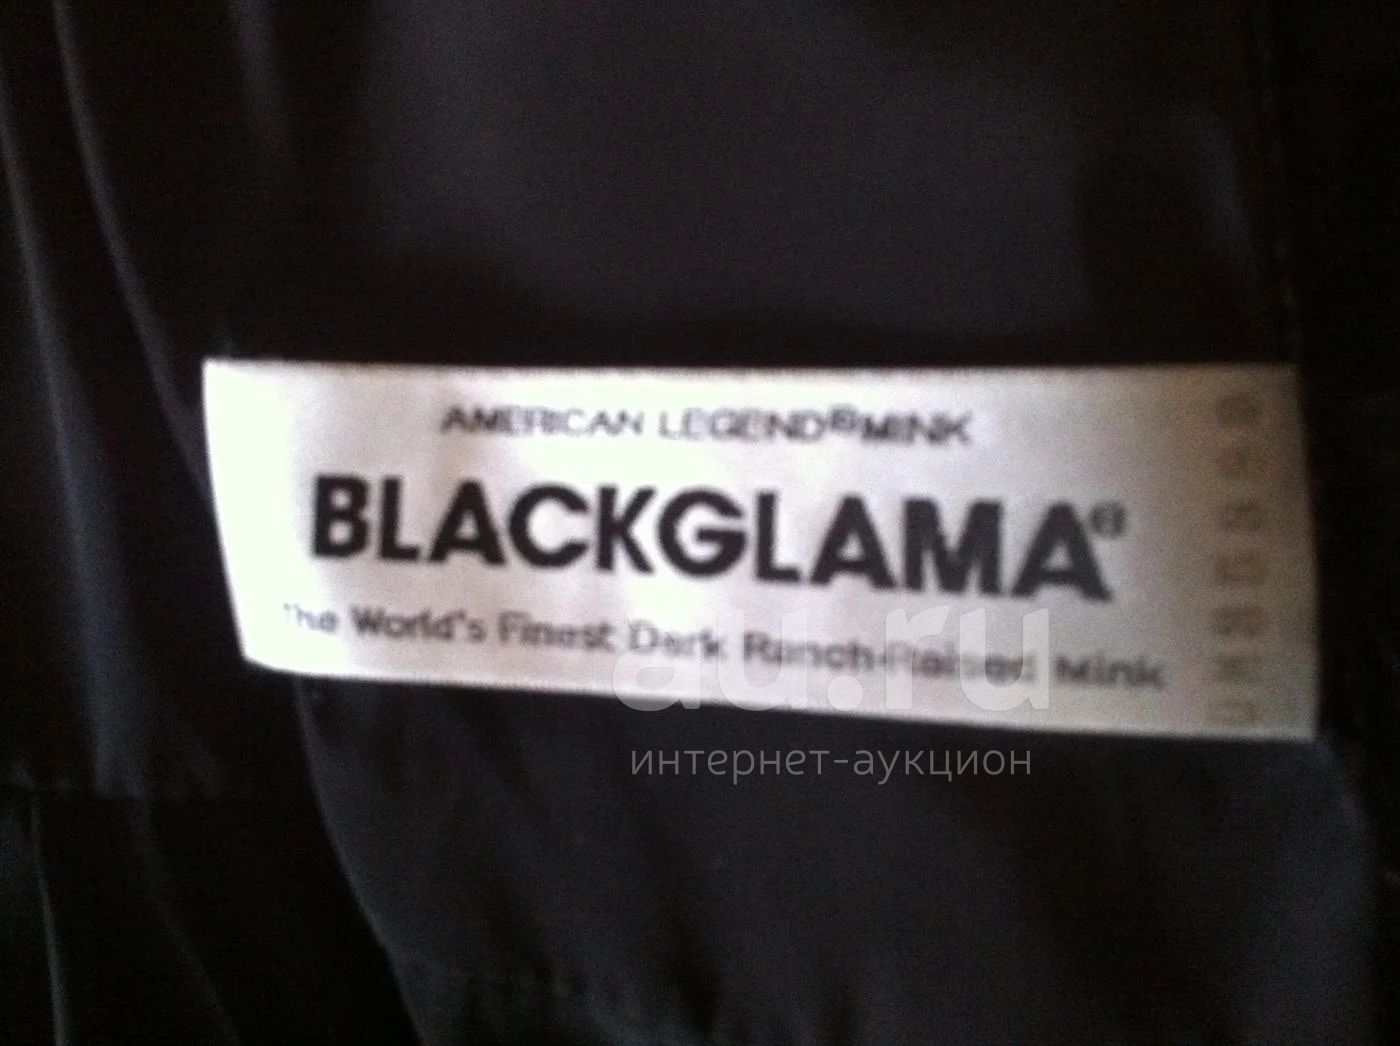 AMERICAN LEGEND®MINK
BLACKGLAMA®
The World's Finest Dark Ranch-Raised Mink
au.ru
интернет-аукцион